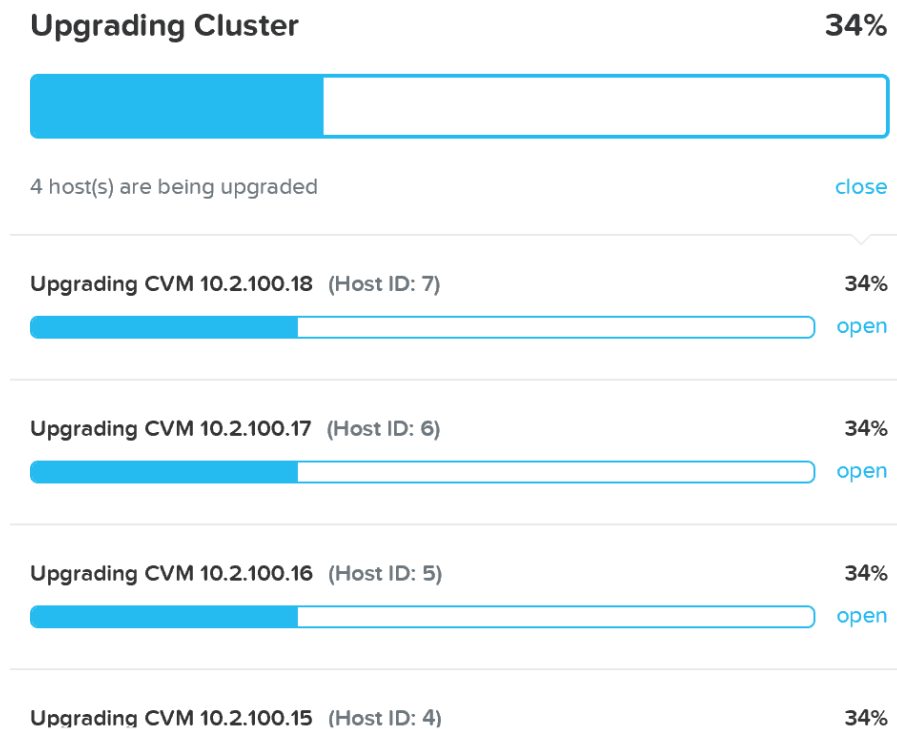 Upgrading Cluster 34%
4 host(s) are being upgraded close
Upgrading CVM 10.2.100.18 (Host ID: 7) 34%
open
Upgrading CVM 10.2.100.17 (Host ID: 6) 34%
open
Upgrading CVM 10.2.100.16 (Host ID: 5) 34%
open
Upgrading CVM 10.2.100.15 (Host ID: 4) 34%